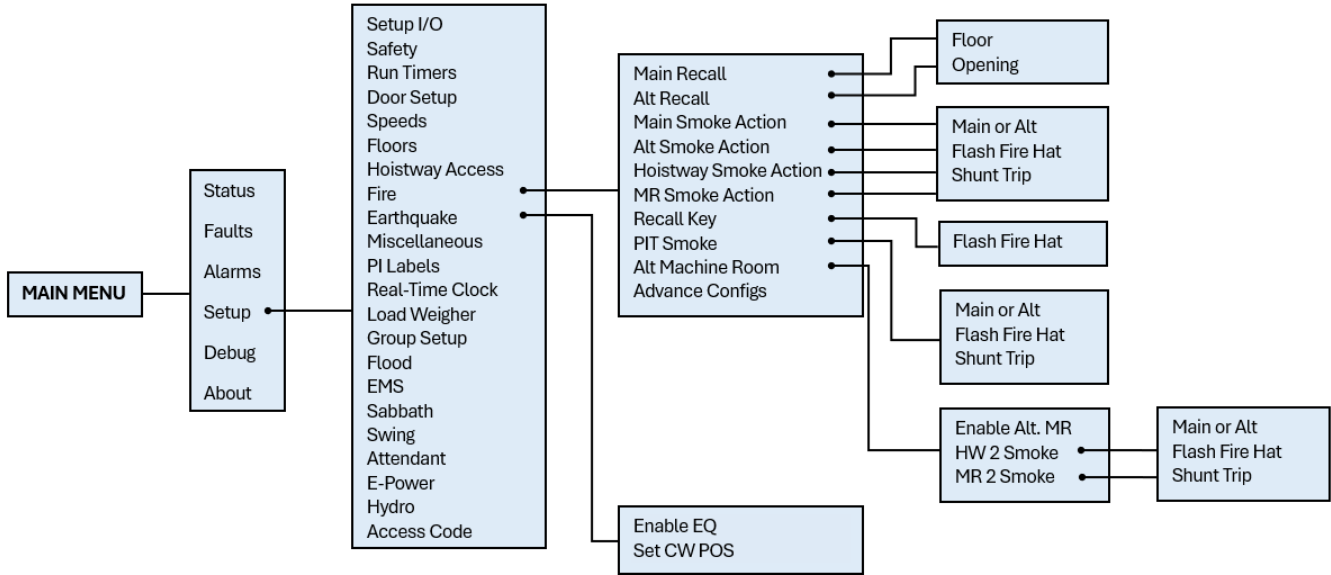 MAIN MENU
Status
Faults
Alarms
Setup
Debug
About
Setup I/O
Safety
Run Timers
Door Setup
Speeds
Floors
Hoistway Access
Fire
Earthquake
Miscellaneous
PI Labels
Real-Time Clock
Load Weigher
Group Setup
Flood
EMS
Sabbath
Swing
Attendant
E-Power
Hydro
Access Code
Main Recall
Alt Recall
Main Smoke Action
Alt Smoke Action
Hoistway Smoke Action
MR Smoke Action
Recall Key
PIT Smoke
Alt Machine Room
Advance Configs
Enable EQ
Set CW POS
Floor
Opening
Main or Alt
Flash Fire Hat
Shunt Trip
Flash Fire Hat
Main or Alt
Flash Fire Hat
Shunt Trip
Enable Alt. MR
HW 2 Smoke
MR 2 Smoke
Main or Alt
Flash Fire Hat
Shunt Trip